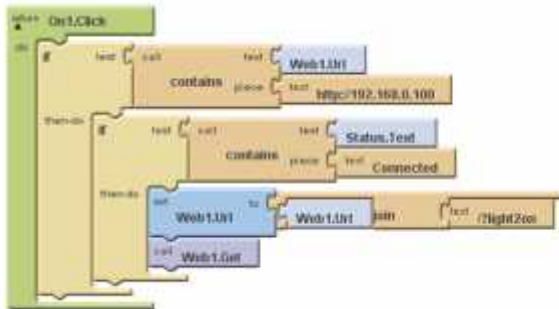 when On1.Click
do if test call contains text Web1.Url
piece text http://192.168.0.100
then-do if test call contains text Status.Text
piece text Connected
then-do set Web1.Url to Web1.Url join text /?light2on
call Web1.Get